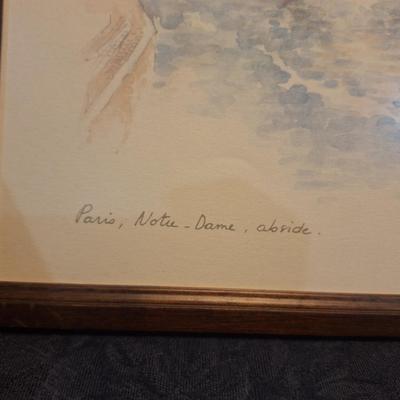 Paris, Notre-Dame, abside.